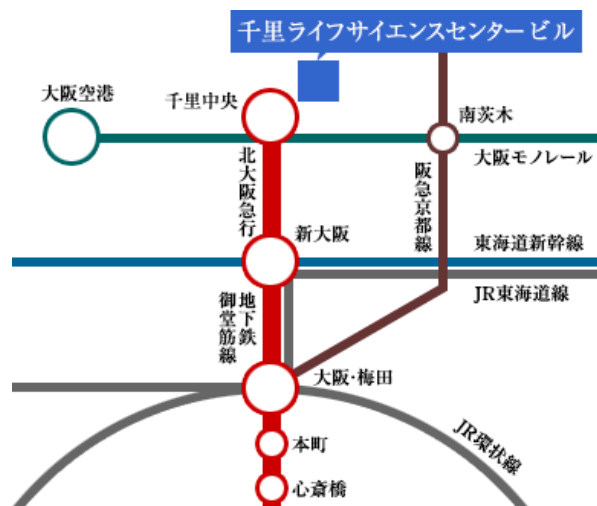 千里ライフサイエンスセンタービル
大阪空港
千里中央
南茨木
大阪モノレール
北大阪急行
阪急京都線
新大阪
東海道新幹線
JR東海道線
地下鉄
御堂筋線
大阪・梅田
JR環状線
本町
心斎橋